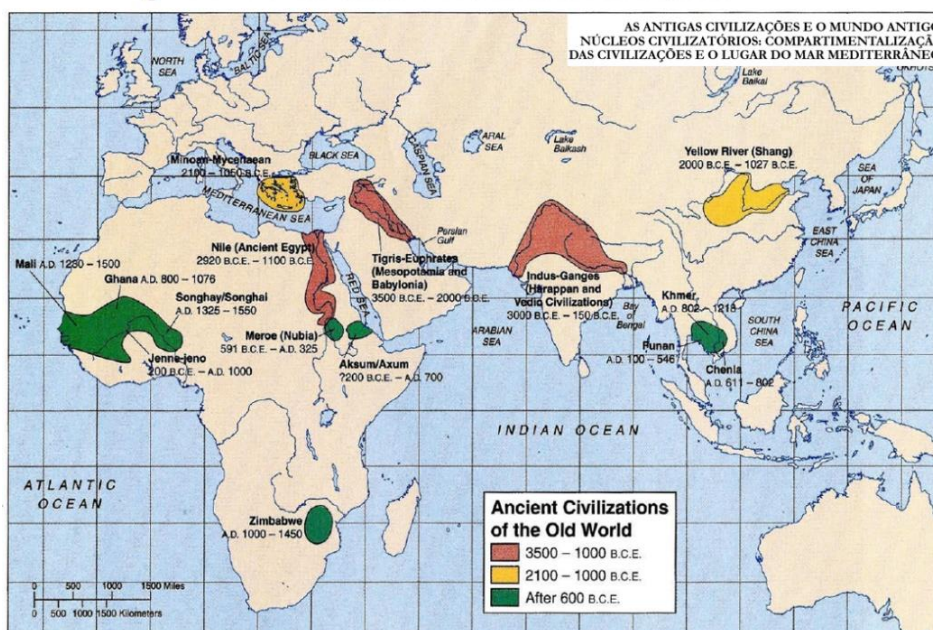 AS ANTIGAS CIVILIZAÇÕES E O MUNDO ANTIGO
NÚCLEOS CIVILIZATÓRIOS: COMPARTIMENTALIZAÇÃ
DAS CIVILIZAÇÕES E O LUGAR DO MAR MEDITERRÂNE
NORTH
SEA
BALTIC SEA
Lake
Baikal
OKHOTS
ARAL
SEA
Lake
Balkash
CASPIAN SEA
BLACK SEA
Minoan-Mycenaean
2100 – 1050 B.C.E.
MEDITERRANEAN SEA
Yellow River (Shang)
2000 B.C.E. – 1027 B.C.E.
SEA
OF
JAPAN
EAST
CHINA
SEA
Persian
Gulf
Nile (Ancient Egypt)
2920 B.C.E. – 1100 B.C.E.
Tigris-Euphrates
(Mesopotamia and
Babylonia)
3500 B.C.E. – 2000 B.C.E.
RED SEA
Indus-Ganges
(Harappan and
Vedic Civilizations)
3000 B.C.E. – 150 B.C.E.
Bay
of
Bengal
ARABIAN
SEA
Mali A.D. 1230 – 1500
Ghana A.D. 800 – 1076
Songhay/Songhai
A.D. 1325 – 1550
Jenne-jeno
200 B.C.E. – A.D. 1000
Meroe (Nubia)
591 B.C.E. – A.D. 325
Aksum/Axum
?200 B.C.E. – A.D. 700
Khmer
A.D. 802 – 1218
Funan
A.D. 100 – 546
Chenla
A.D. 611 – 802
SOUTH
CHINA
SEA
PACIFIC
OCEAN
INDIAN OCEAN
ATLANTIC
OCEAN
Zimbabwe
A.D. 1000 – 1450
Ancient Civilizations
of the Old World
3500 – 1000 B.C.E.
2100 – 1000 B.C.E.
After 600 B.C.E.
0 500 1000 1500 Miles
0 500 1000 1500 Kilometers